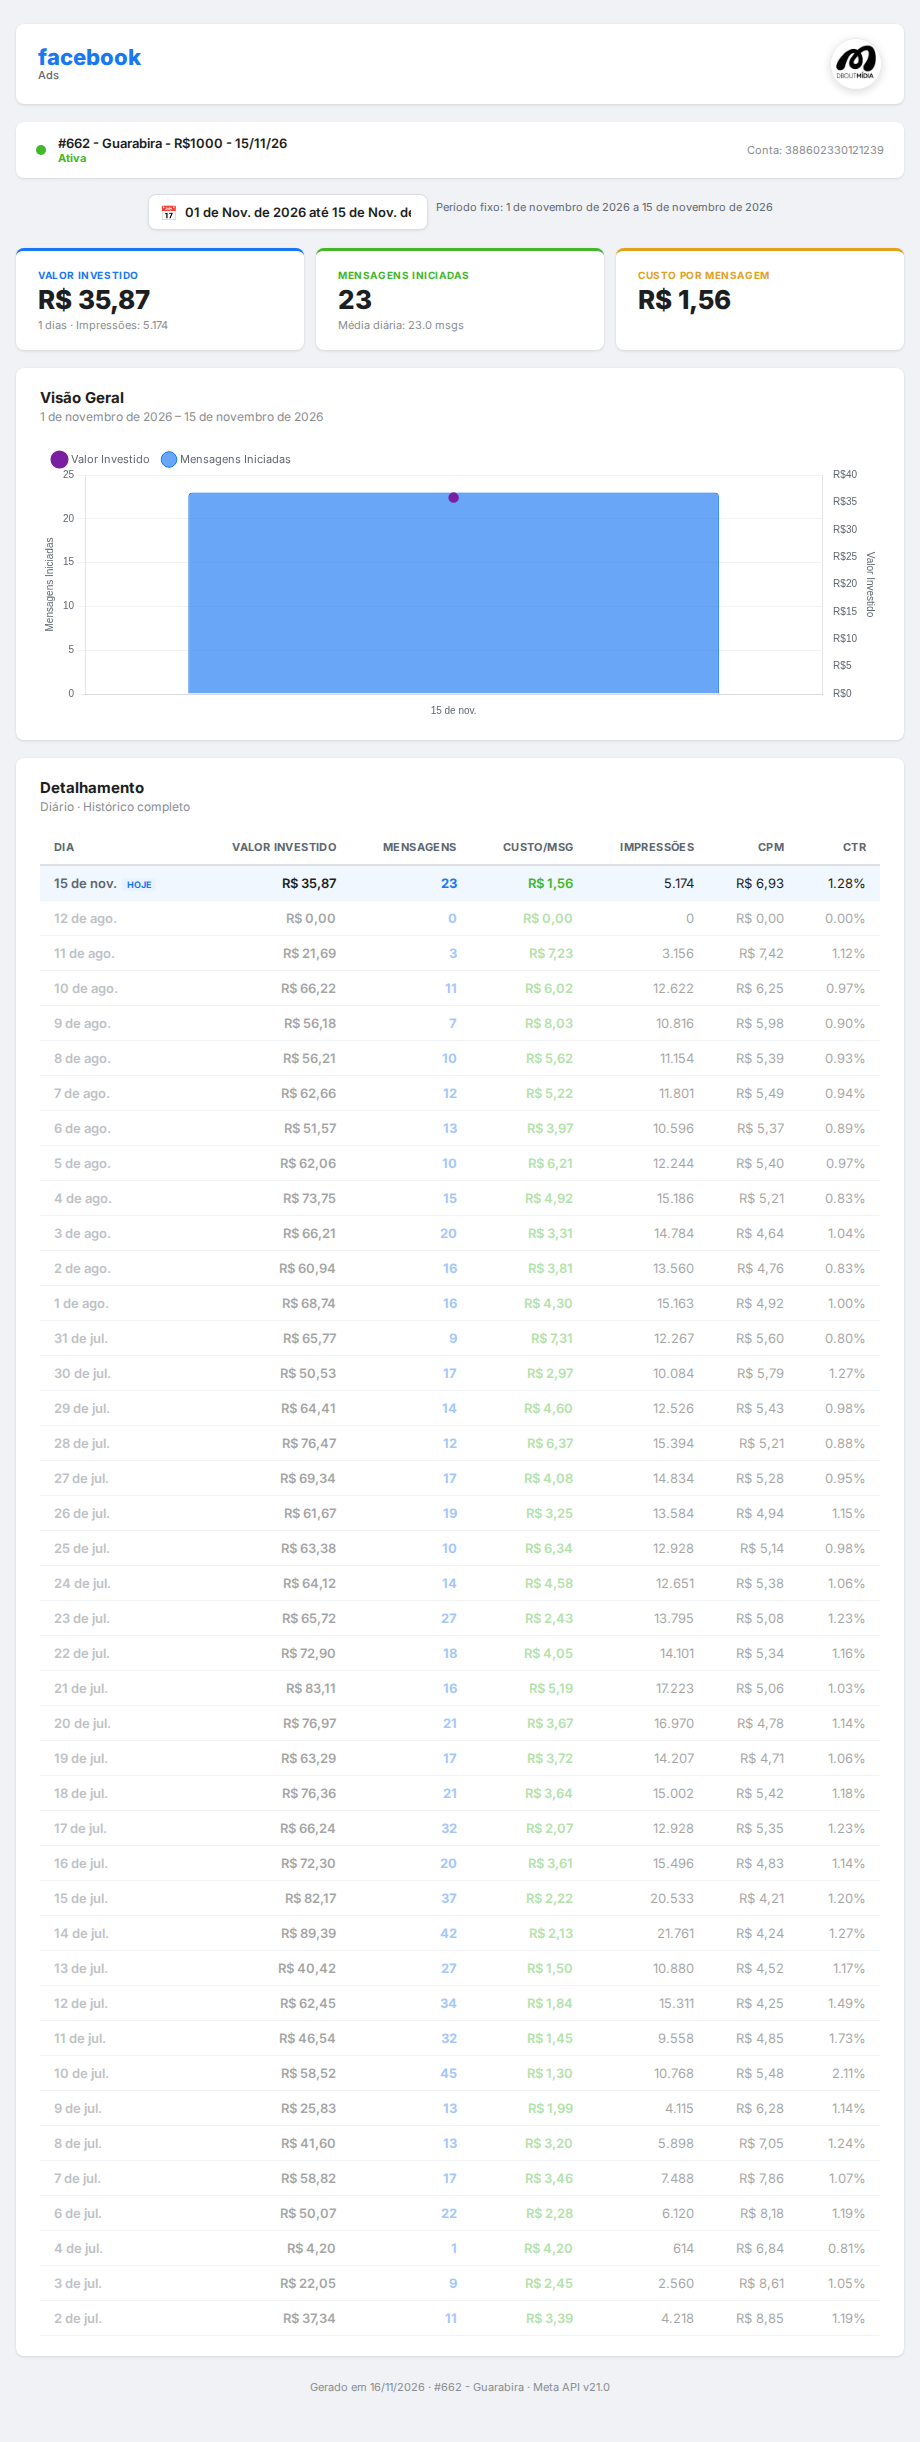 facebook
Ads
DBOUTMÍDIA
#662 - Guarabira - R$1000 - 15/11/26
Ativa
Conta: 388602330121239
01 de Nov. de 2026 até 15 de Nov. de
Período fixo: 1 de novembro de 2026 a 15 de novembro de 2026
VALOR INVESTIDO
R$ 35,87
1 dias · Impressões: 5.174
MENSAGENS INICIADAS
23
Média diária: 23.0 msgs
CUSTO POR MENSAGEM
R$ 1,56
Visão Geral
1 de novembro de 2026 – 15 de novembro de 2026
Valor Investido Mensagens Iniciadas
25 R$40
R$35
20
R$30
15 R$25
R$20
10 R$15
R$10
5
R$5
0 R$0
Mensagens Iniciadas
Valor Investido
15 de nov.
Detalhamento
Diário · Histórico completo
DIA VALOR INVESTIDO MENSAGENS CUSTO/MSG IMPRESSÕES CPM CTR
15 de nov. HOJE R$ 35,87 23 R$ 1,56 5.174 R$ 6,93 1.28%
12 de ago. R$ 0,00 0 R$ 0,00 0 R$ 0,00 0.00%
11 de ago. R$ 21,69 3 R$ 7,23 3.156 R$ 7,42 1.12%
10 de ago. R$ 66,22 11 R$ 6,02 12.622 R$ 6,25 0.97%
9 de ago. R$ 56,18 7 R$ 8,03 10.816 R$ 5,98 0.90%
8 de ago. R$ 56,21 10 R$ 5,62 11.154 R$ 5,39 0.93%
7 de ago. R$ 62,66 12 R$ 5,22 11.801 R$ 5,49 0.94%
6 de ago. R$ 51,57 13 R$ 3,97 10.596 R$ 5,37 0.89%
5 de ago. R$ 62,06 10 R$ 6,21 12.244 R$ 5,40 0.97%
4 de ago. R$ 73,75 15 R$ 4,92 15.186 R$ 5,21 0.83%
3 de ago. R$ 66,21 20 R$ 3,31 14.784 R$ 4,64 1.04%
2 de ago. R$ 60,94 16 R$ 3,81 13.560 R$ 4,76 0.83%
1 de ago. R$ 68,74 16 R$ 4,30 15.163 R$ 4,92 1.00%
31 de jul. R$ 65,77 9 R$ 7,31 12.267 R$ 5,60 0.80%
30 de jul. R$ 50,53 17 R$ 2,97 10.084 R$ 5,79 1.27%
29 de jul. R$ 64,41 14 R$ 4,60 12.526 R$ 5,43 0.98%
28 de jul. R$ 76,47 12 R$ 6,37 15.394 R$ 5,21 0.88%
27 de jul. R$ 69,34 17 R$ 4,08 14.834 R$ 5,28 0.95%
26 de jul. R$ 61,67 19 R$ 3,25 13.584 R$ 4,94 1.15%
25 de jul. R$ 63,38 10 R$ 6,34 12.928 R$ 5,14 0.98%
24 de jul. R$ 64,12 14 R$ 4,58 12.651 R$ 5,38 1.06%
23 de jul. R$ 65,72 27 R$ 2,43 13.795 R$ 5,08 1.23%
22 de jul. R$ 72,90 18 R$ 4,05 14.101 R$ 5,34 1.16%
21 de jul. R$ 83,11 16 R$ 5,19 17.223 R$ 5,06 1.03%
20 de jul. R$ 76,97 21 R$ 3,67 16.970 R$ 4,78 1.14%
19 de jul. R$ 63,29 17 R$ 3,72 14.207 R$ 4,71 1.06%
18 de jul. R$ 76,36 21 R$ 3,64 15.002 R$ 5,42 1.18%
17 de jul. R$ 66,24 32 R$ 2,07 12.928 R$ 5,35 1.23%
16 de jul. R$ 72,30 20 R$ 3,61 15.496 R$ 4,83 1.14%
15 de jul. R$ 82,17 37 R$ 2,22 20.533 R$ 4,21 1.20%
14 de jul. R$ 89,39 42 R$ 2,13 21.761 R$ 4,24 1.27%
13 de jul. R$ 40,42 27 R$ 1,50 10.880 R$ 4,52 1.17%
12 de jul. R$ 62,45 34 R$ 1,84 15.311 R$ 4,25 1.49%
11 de jul. R$ 46,54 32 R$ 1,45 9.558 R$ 4,85 1.73%
10 de jul. R$ 58,52 45 R$ 1,30 10.768 R$ 5,48 2.11%
9 de jul. R$ 25,83 13 R$ 1,99 4.115 R$ 6,28 1.14%
8 de jul. R$ 41,60 13 R$ 3,20 5.898 R$ 7,05 1.24%
7 de jul. R$ 58,82 17 R$ 3,46 7.488 R$ 7,86 1.07%
6 de jul. R$ 50,07 22 R$ 2,28 6.120 R$ 8,18 1.19%
4 de jul. R$ 4,20 1 R$ 4,20 614 R$ 6,84 0.81%
3 de jul. R$ 22,05 9 R$ 2,45 2.560 R$ 8,61 1.05%
2 de jul. R$ 37,34 11 R$ 3,39 4.218 R$ 8,85 1.19%
Gerado em 16/11/2026 · #662 - Guarabira · Meta API v21.0